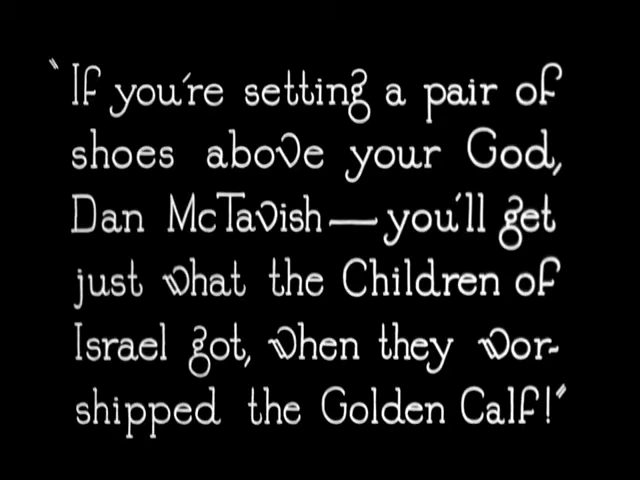 "If you're setting a pair of
shoes above your God,
Dan McTavish—you'll get
just what the Children of
Israel got, when they wor-
shipped the Golden Calf!"